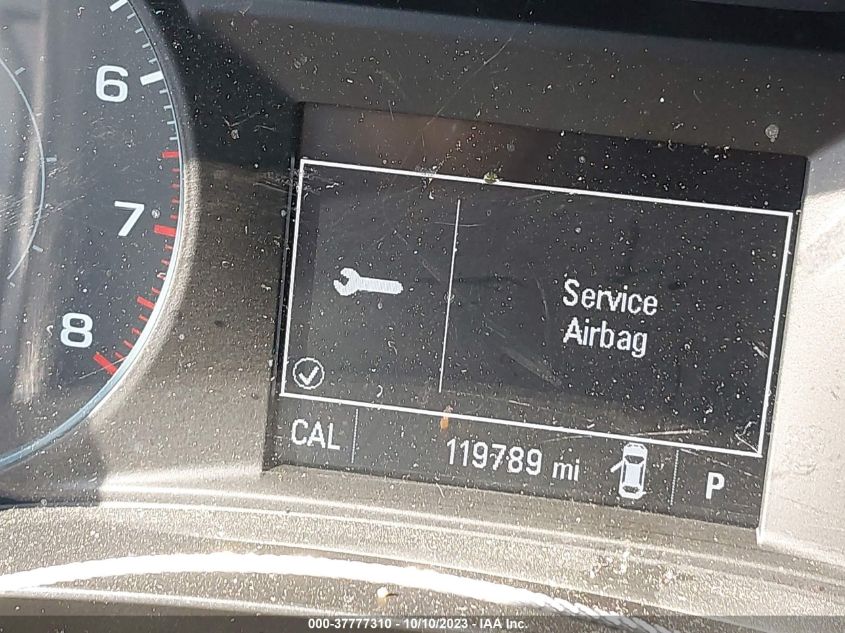 6
7
8
Service
Airbag
CAL 119789 mi P
000-37777310 - 10/10/2023 - IAA Inc.